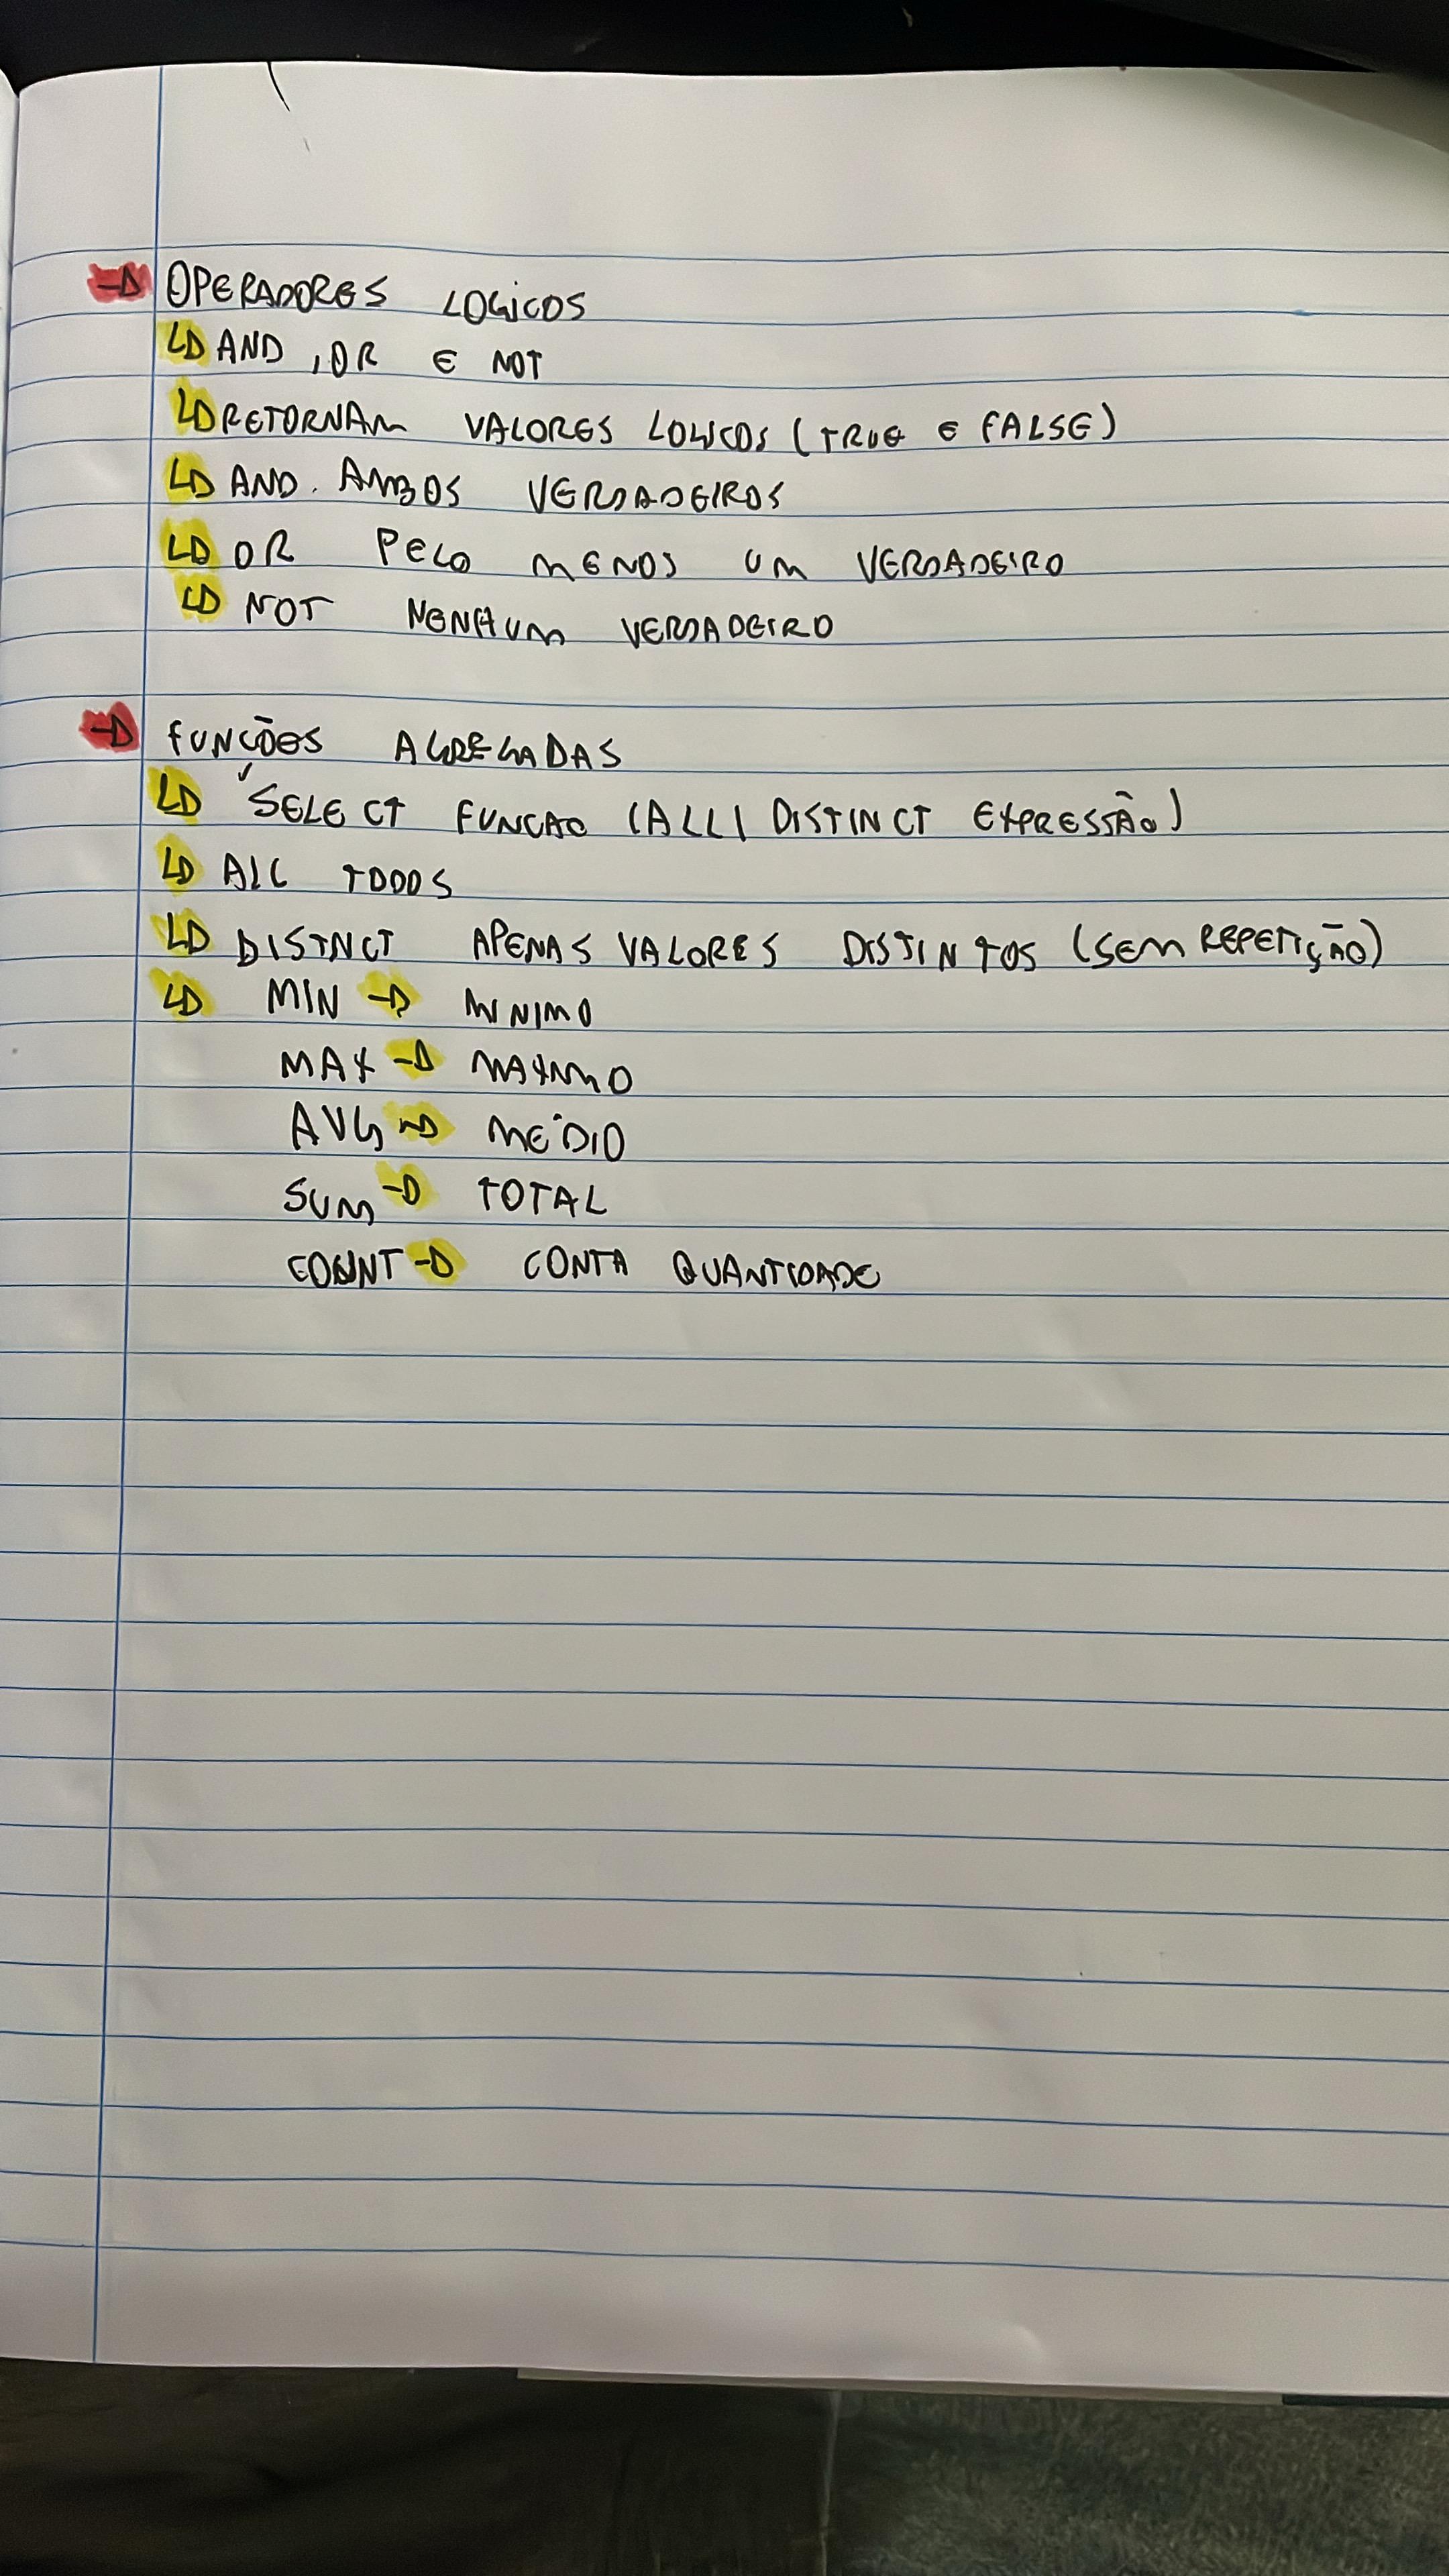 → OPERADORES LOGICOS
↳ AND , OR E NOT
↳ RETORNAM VALORES LOGICOS (TRUE E FALSE)
↳ AND. AMBOS VERDADEIROS
↳ OR PELO MENOS UM VERDADEIRO
↳ NOT NENHUM VERDADEIRO
→ FUNÇÕES AGREGADAS
↳ SELECT FUNCAO (ALL | DISTINCT EXPRESSÃO)
↳ ALL TODOS
↳ DISTNCT APENAS VALORES DISTINTOS (SEM REPETIÇÃO)
↳ MIN → MINIMO
MAX → MAXIMO
AVG → MÉDIO
SUM → TOTAL
COUNT → CONTA QUANTIDADE